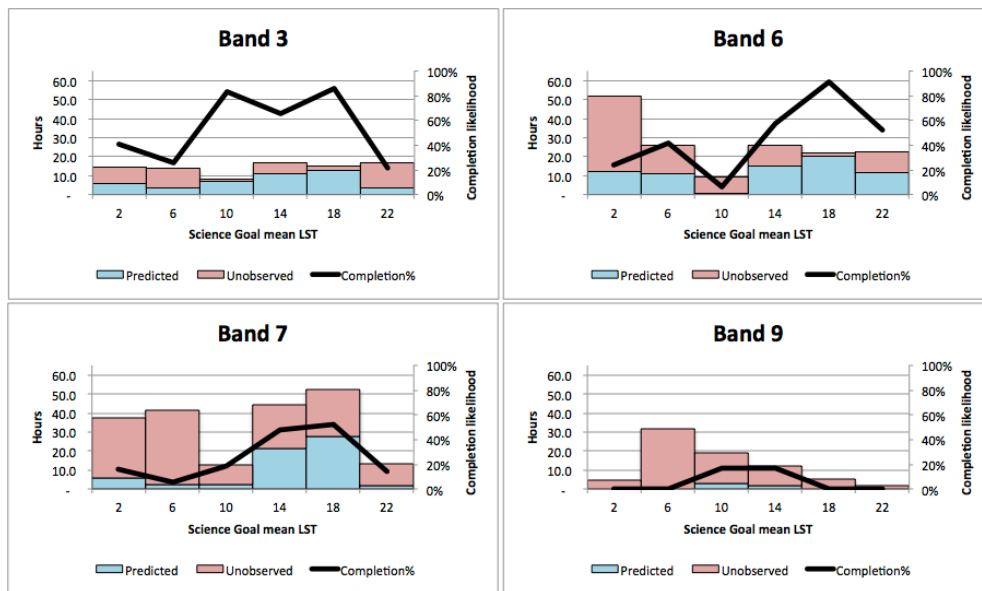 Band 3
Hours
60.0
50.0
40.0
30.0
20.0
10.0
-
100%
80%
60%
40%
20%
0%
Completion likelihood
2 6 10 14 18 22
Science Goal mean LST
Predicted Unobserved Completion%
Band 6
Hours
60.0
50.0
40.0
30.0
20.0
10.0
-
100%
80%
60%
40%
20%
0%
Completion likelihood
2 6 10 14 18 22
Science Goal mean LST
Predicted Unobserved Completion%
Band 7
Hours
60.0
50.0
40.0
30.0
20.0
10.0
-
100%
80%
60%
40%
20%
0%
Completion likelihood
2 6 10 14 18 22
Science Goal mean LST
Predicted Unobserved Completion%
Band 9
Hours
60.0
50.0
40.0
30.0
20.0
10.0
-
100%
80%
60%
40%
20%
0%
Completion likelihood
2 6 10 14 18 22
Science Goal mean LST
Predicted Unobserved Completion%